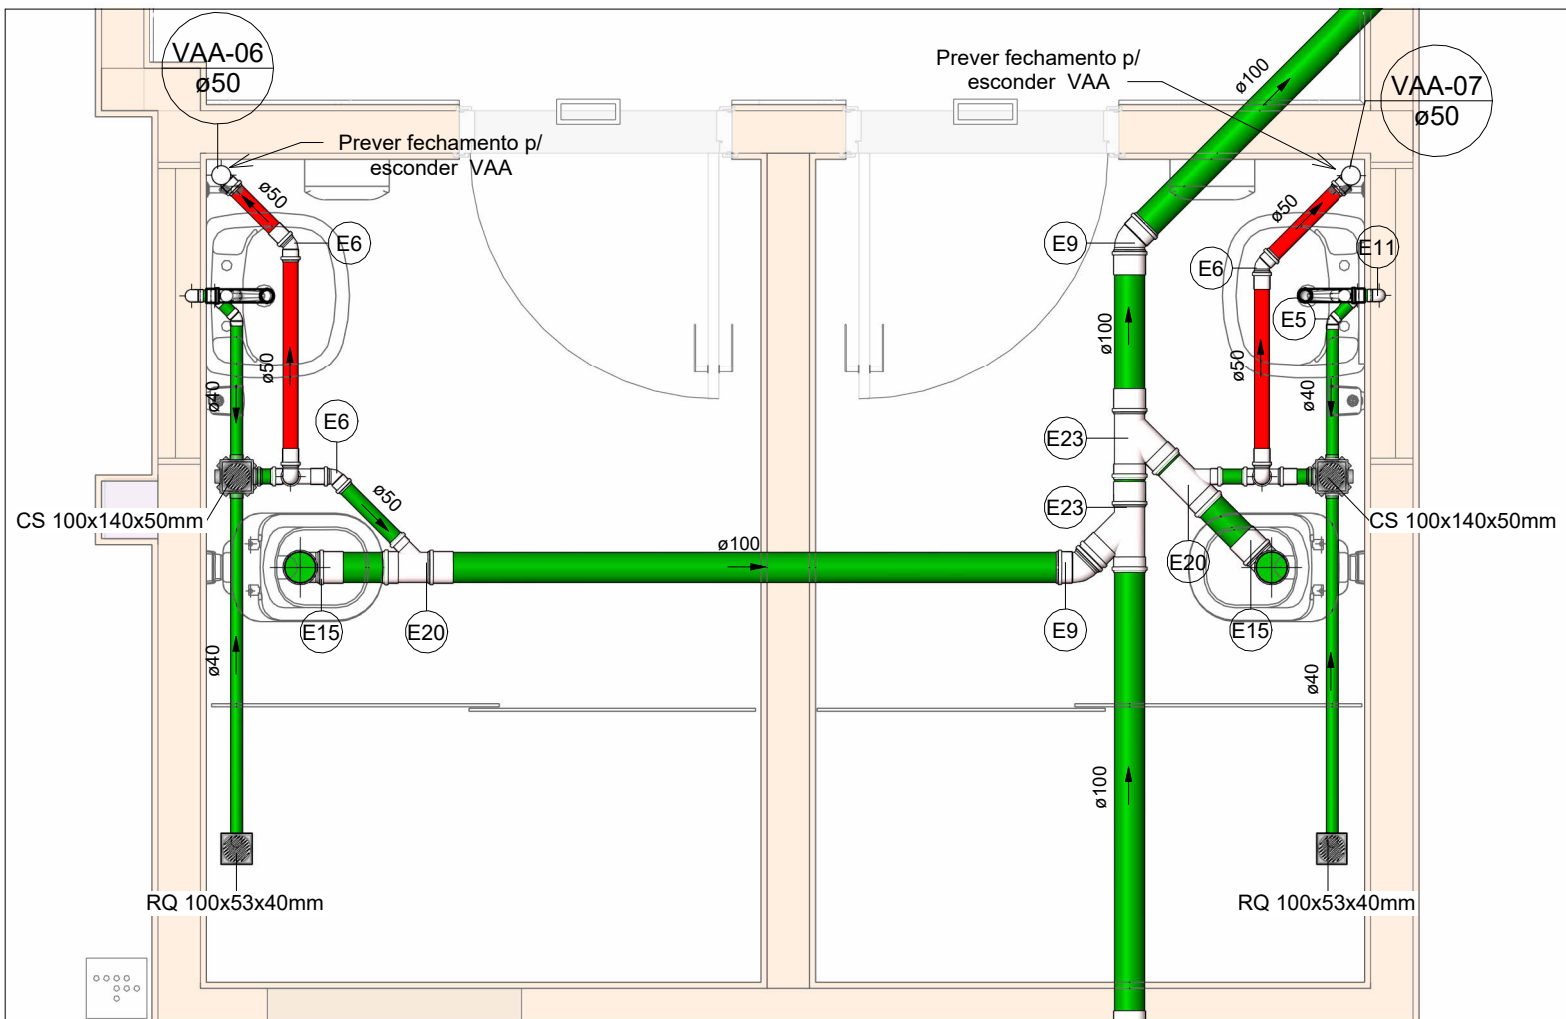 VAA-06
ø50
Prever fechamento p/
esconder  VAA
Prever fechamento p/
esconder  VAA
VAA-07
ø50
ø100
ø50
E6
E9
ø50
E6
E11
E5
ø100
ø50
ø40
E6
ø50
ø40
E23
ø50
CS 100x140x50mm
E23
CS 100x140x50mm
ø100
E20
E15
E20
E9
E15
ø40
ø40
ø100
RQ 100x53x40mm
RQ 100x53x40mm